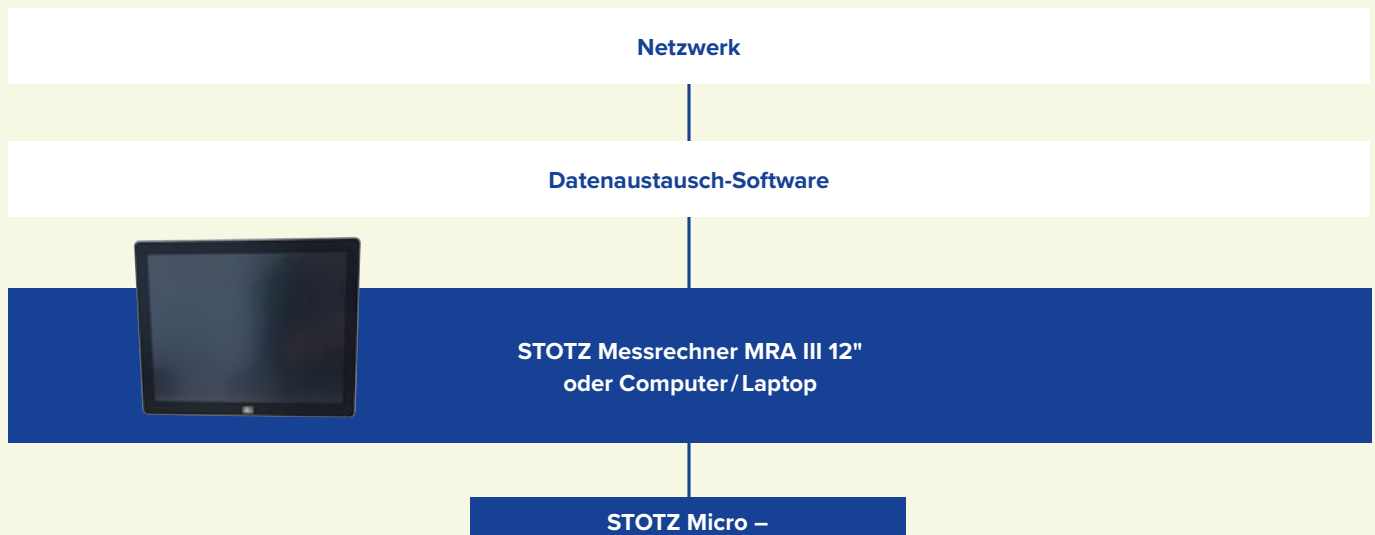 Netzwerk
Datenaustausch-Software
STOTZ Messrechner MRA III 12"
oder Computer / Laptop
STOTZ Micro –